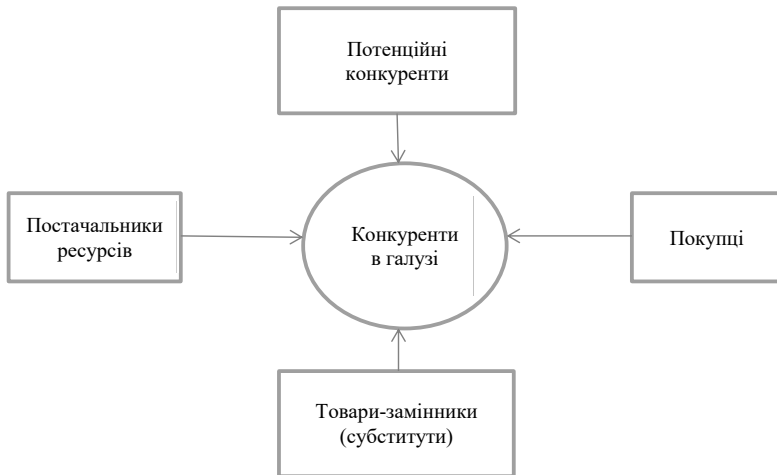 Потенційні
конкуренти
Постачальники
ресурсів
Конкуренти
в галузі
Покупці
Товари-замінники
(субститути)